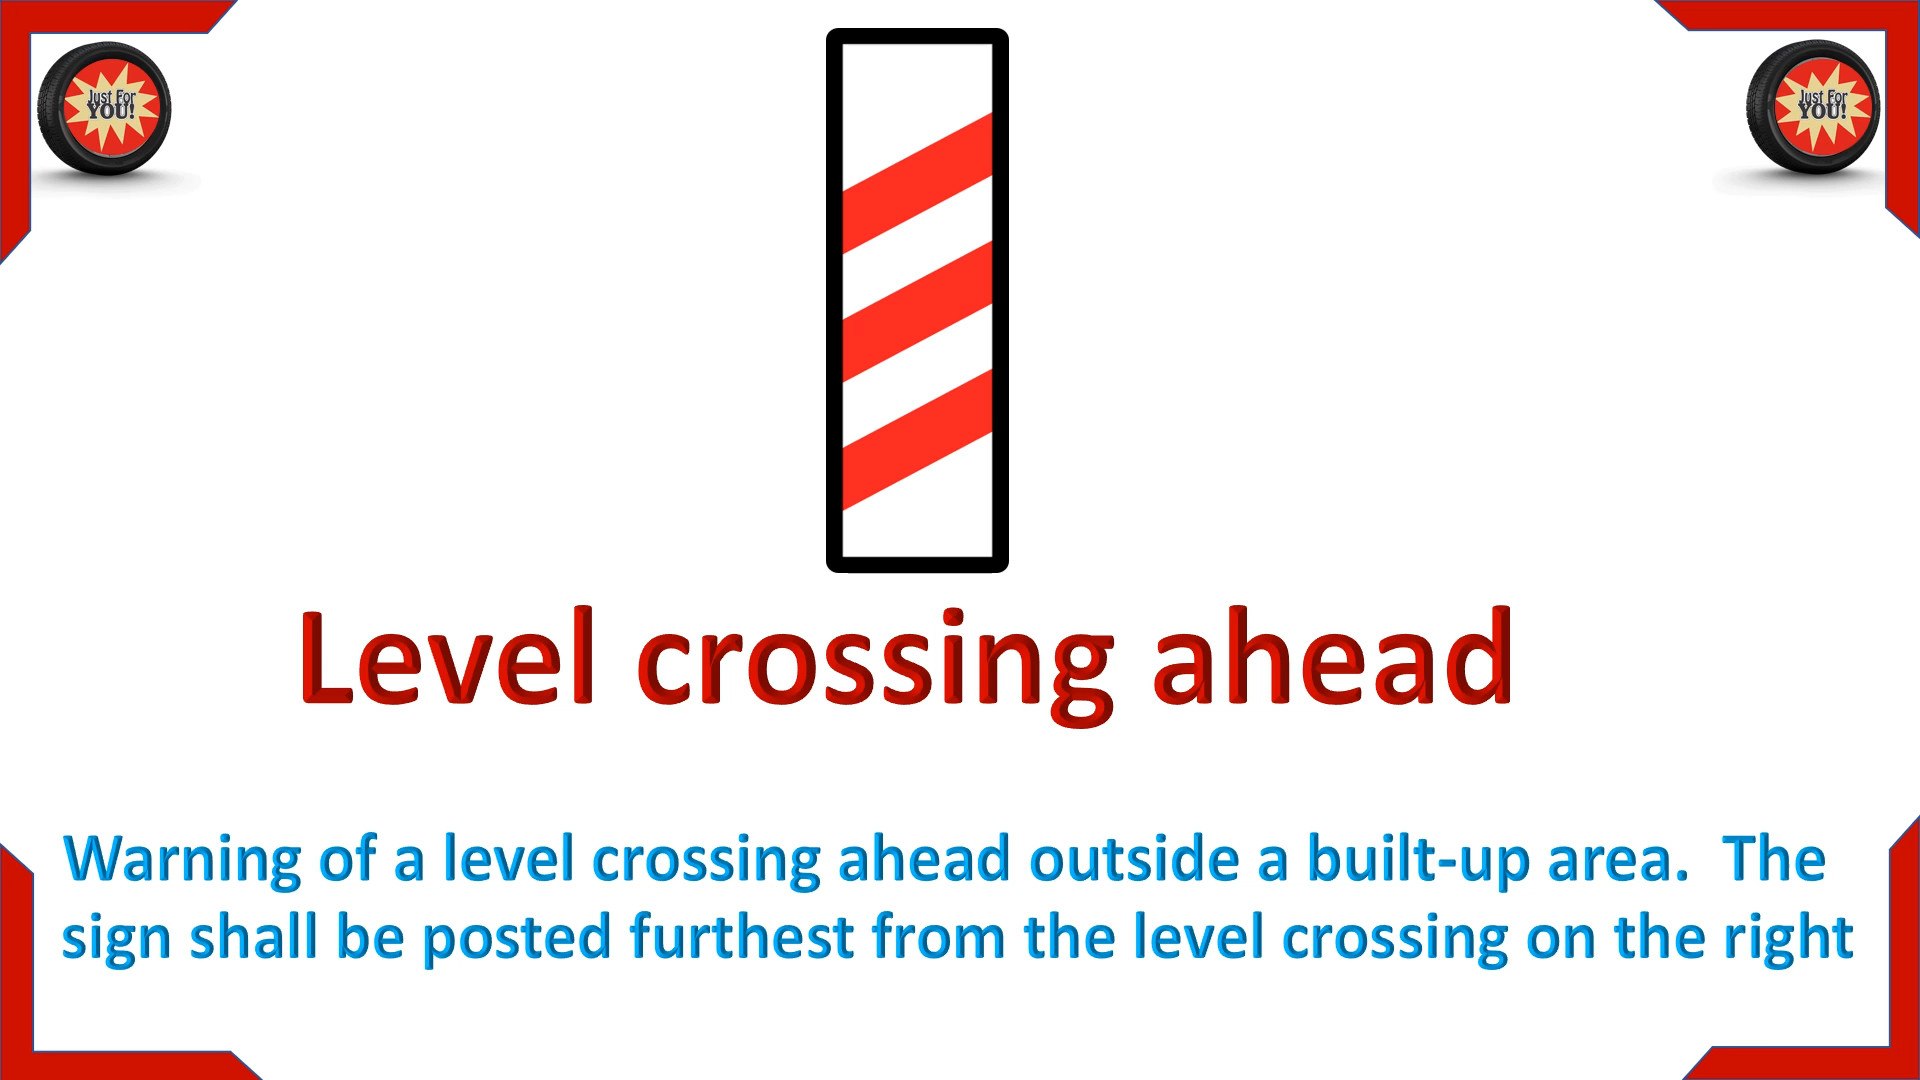 Just For
YOU!
Just For
YOU!
Level crossing ahead
Warning of a level crossing ahead outside a built-up area.  The
sign shall be posted furthest from the level crossing on the right